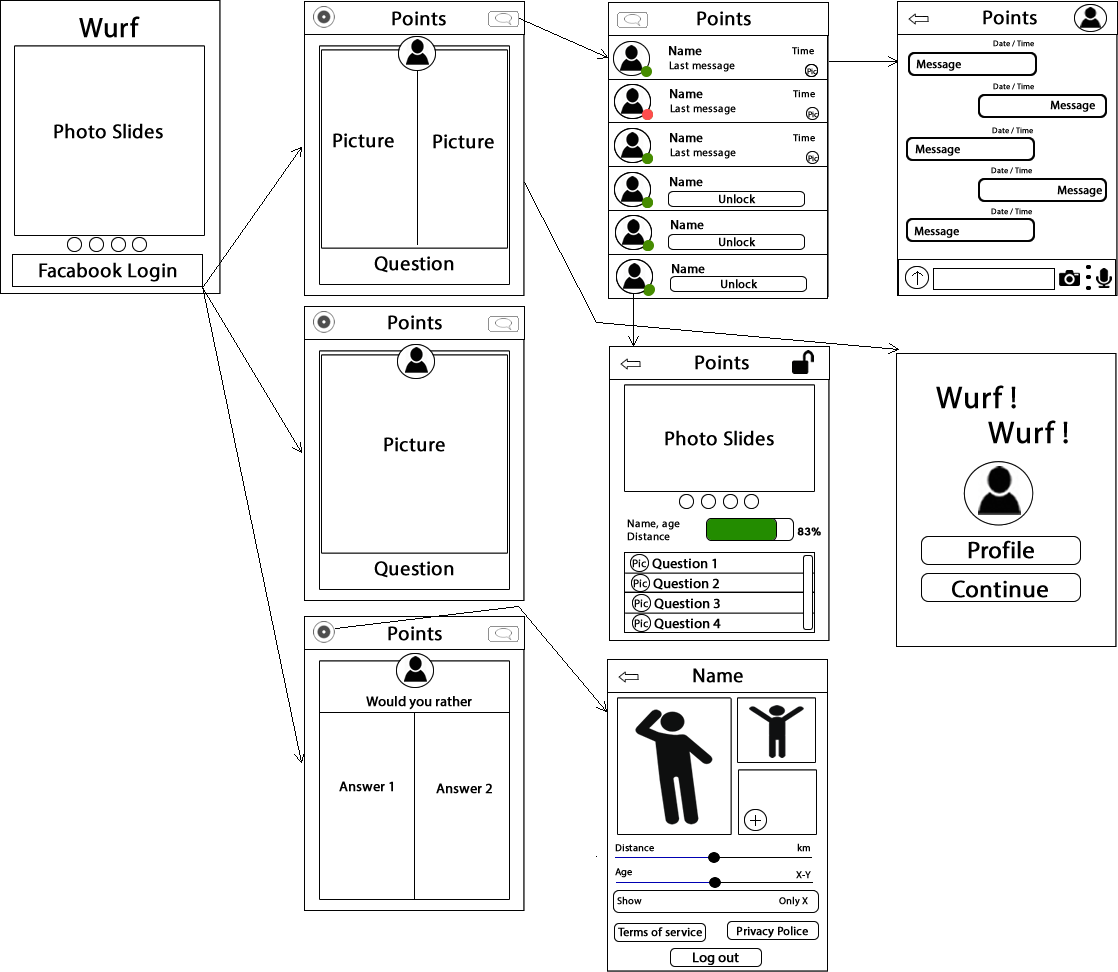 Wurf
Photo Slides
Facabook Login
Points
Picture
Picture
Question
Points
Picture
Question
Points
Would you rather
Answer 1
Answer 2
Points
Name
Time
Last message
Pic
Name
Time
Last message
Pic
Name
Time
Last message
Pic
Name
Unlock
Name
Unlock
Name
Unlock
Points
Date / Time
Message
Date / Time
Message
Date / Time
Message
Date / Time
Message
Date / Time
Message
Points
Photo Slides
Name, age
Distance
83%
Pic Question 1
Pic Question 2
Pic Question 3
Pic Question 4
Wurf !
Wurf !
Profile
Continue
Name
Distance km
Age X-Y
Show Only X
Terms of service
Privacy Police
Log out